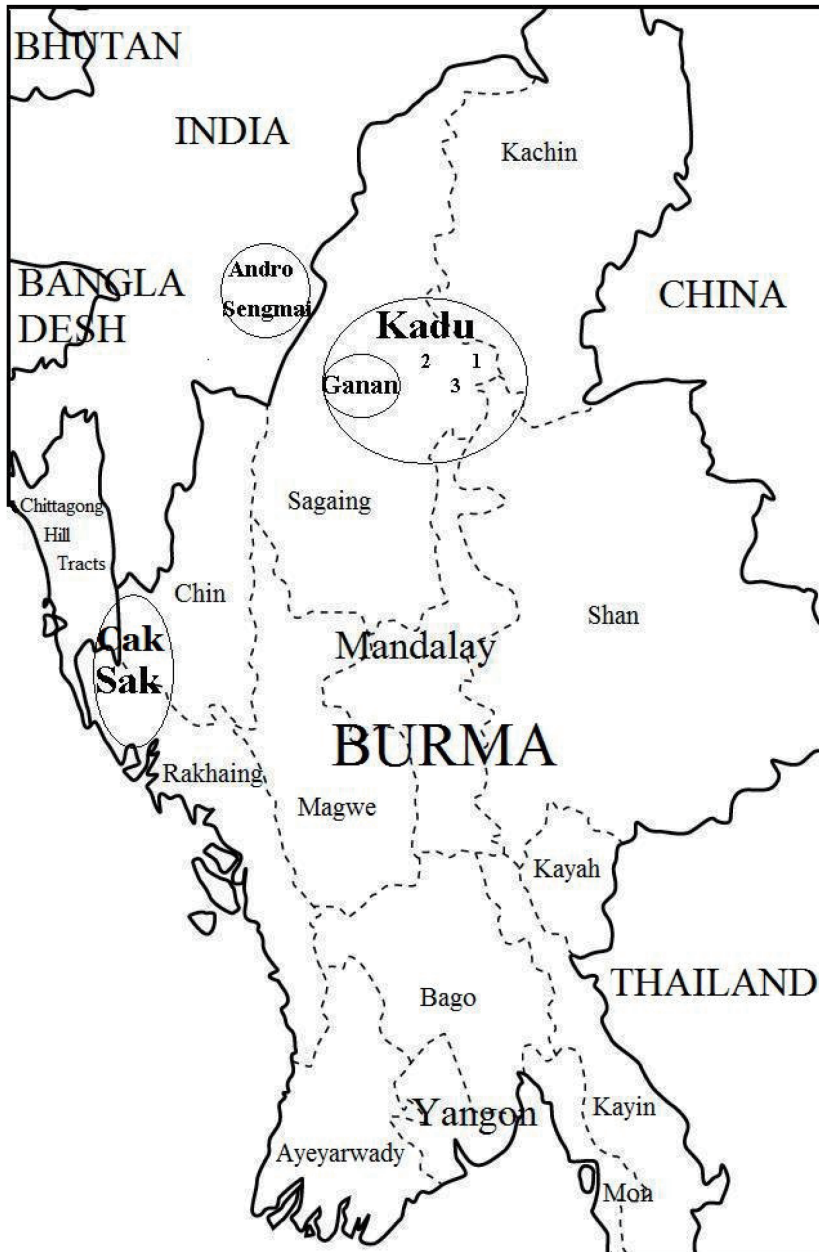 BHUTAN
INDIA
Kachin
Andro
Sengmai
BANGLA
DESH
CHINA
Kadu
2 1
Ganan 3
Sagaing
Chittagong
Hill
Tracts
Chin
Shan
Cak
Sak
Mandalay
BURMA
Rakhaing
Magwe
Kayah
THAILAND
Bago
Yangon
Kayin
Ayeyarwady
Mon